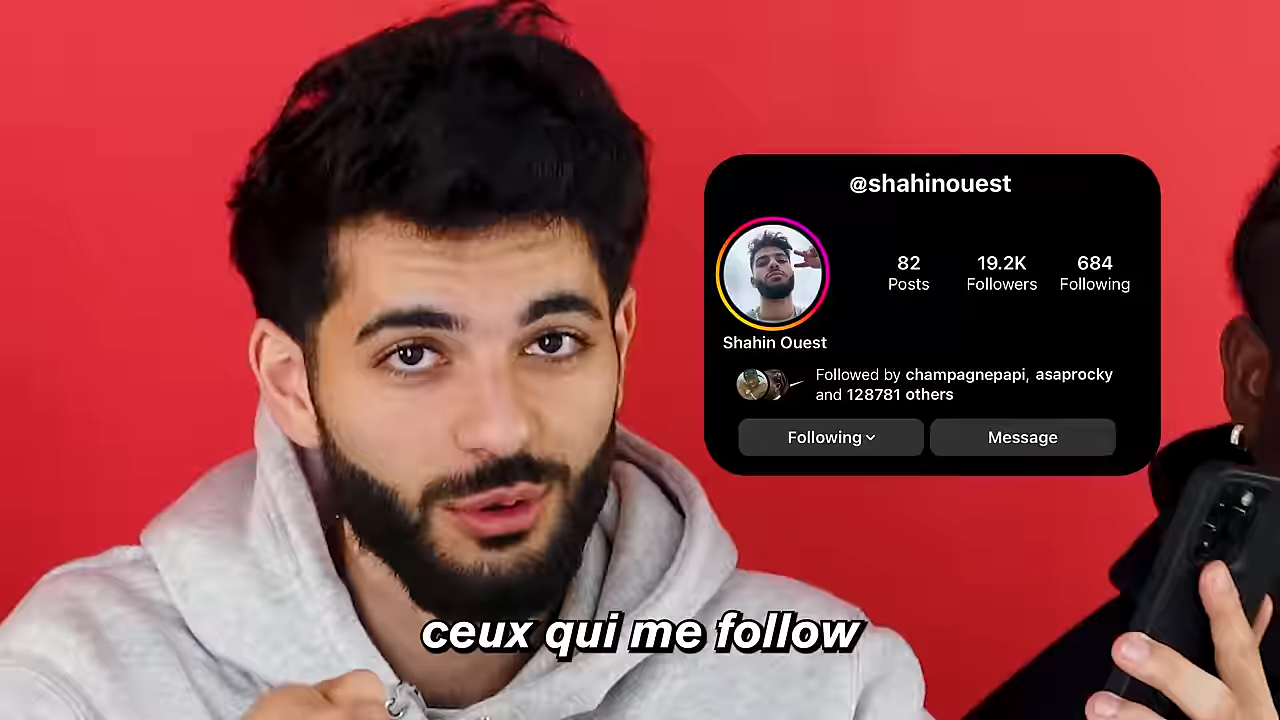 @shahinouest
82 19.2K 684
Posts Followers Following
Shahin Ouest
Followed by champagnepapi, asaprocky
and 128781 others
Following Message
ceux qui me follow